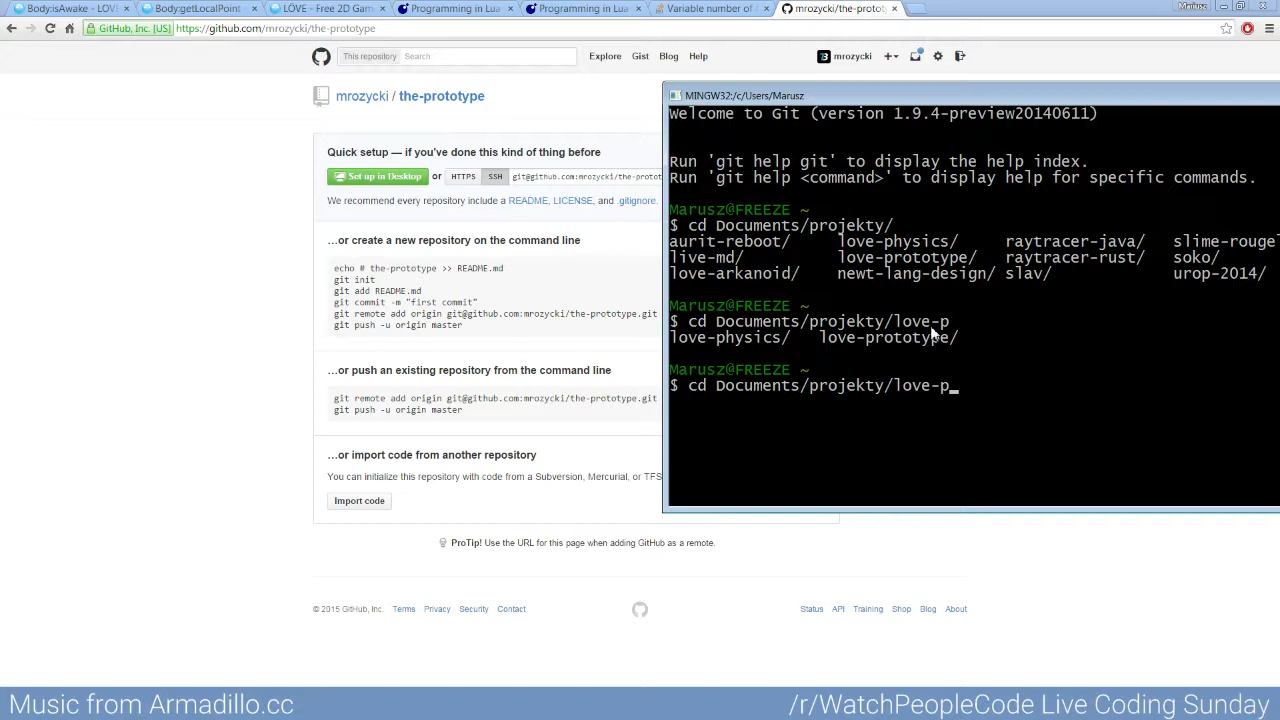 Body:isAwake - LOVE
Body:getLocalPoint -
LÖVE - Free 2D Gam
Programming in Lua
Programming in Lua
Variable number of
mrozycki/the-prototype
Mariusz
GitHub, Inc. [US] https://github.com/mrozycki/the-prototype
This repository Search
Explore Gist Blog Help
mrozycki
mrozycki / the-prototype
Quick setup — if you've done this kind of thing before
Set up in Desktop or HTTPS SSH git@github.com:mrozycki/the-protot
We recommend every repository include a README, LICENSE, and .gitignore.
…or create a new repository on the command line
echo # the-prototype >> README.md
git init
git add README.md
git commit -m "first commit"
git remote add origin git@github.com:mrozycki/the-prototype.git
git push -u origin master
…or push an existing repository from the command line
git remote add origin git@github.com:mrozycki/the-prototype.git
git push -u origin master
…or import code from another repository
You can initialize this repository with code from a Subversion, Mercurial, or TFS
Import code
ProTip! Use the URL for this page when adding GitHub as a remote.
© 2015 GitHub, Inc. Terms Privacy Security Contact
Status API Training Shop Blog About
MINGW32:/c/Users/Marusz
Welcome to Git (version 1.9.4-preview20140611)
Run 'git help git' to display the help index.
Run 'git help <command>' to display help for specific commands.
Marusz@FREEZE ~
$ cd Documents/projekty/
aurit-reboot/ love-physics/ raytracer-java/ slime-rougel
live-md/ love-prototype/ raytracer-rust/ soko/
love-arkanoid/ newt-lang-design/ slav/ urop-2014/
Marusz@FREEZE ~
$ cd Documents/projekty/love-p
love-physics/ love-prototype/
Marusz@FREEZE ~
$ cd Documents/projekty/love-p_
Music from Armadillo.cc
/r/WatchPeopleCode Live Coding Sunday